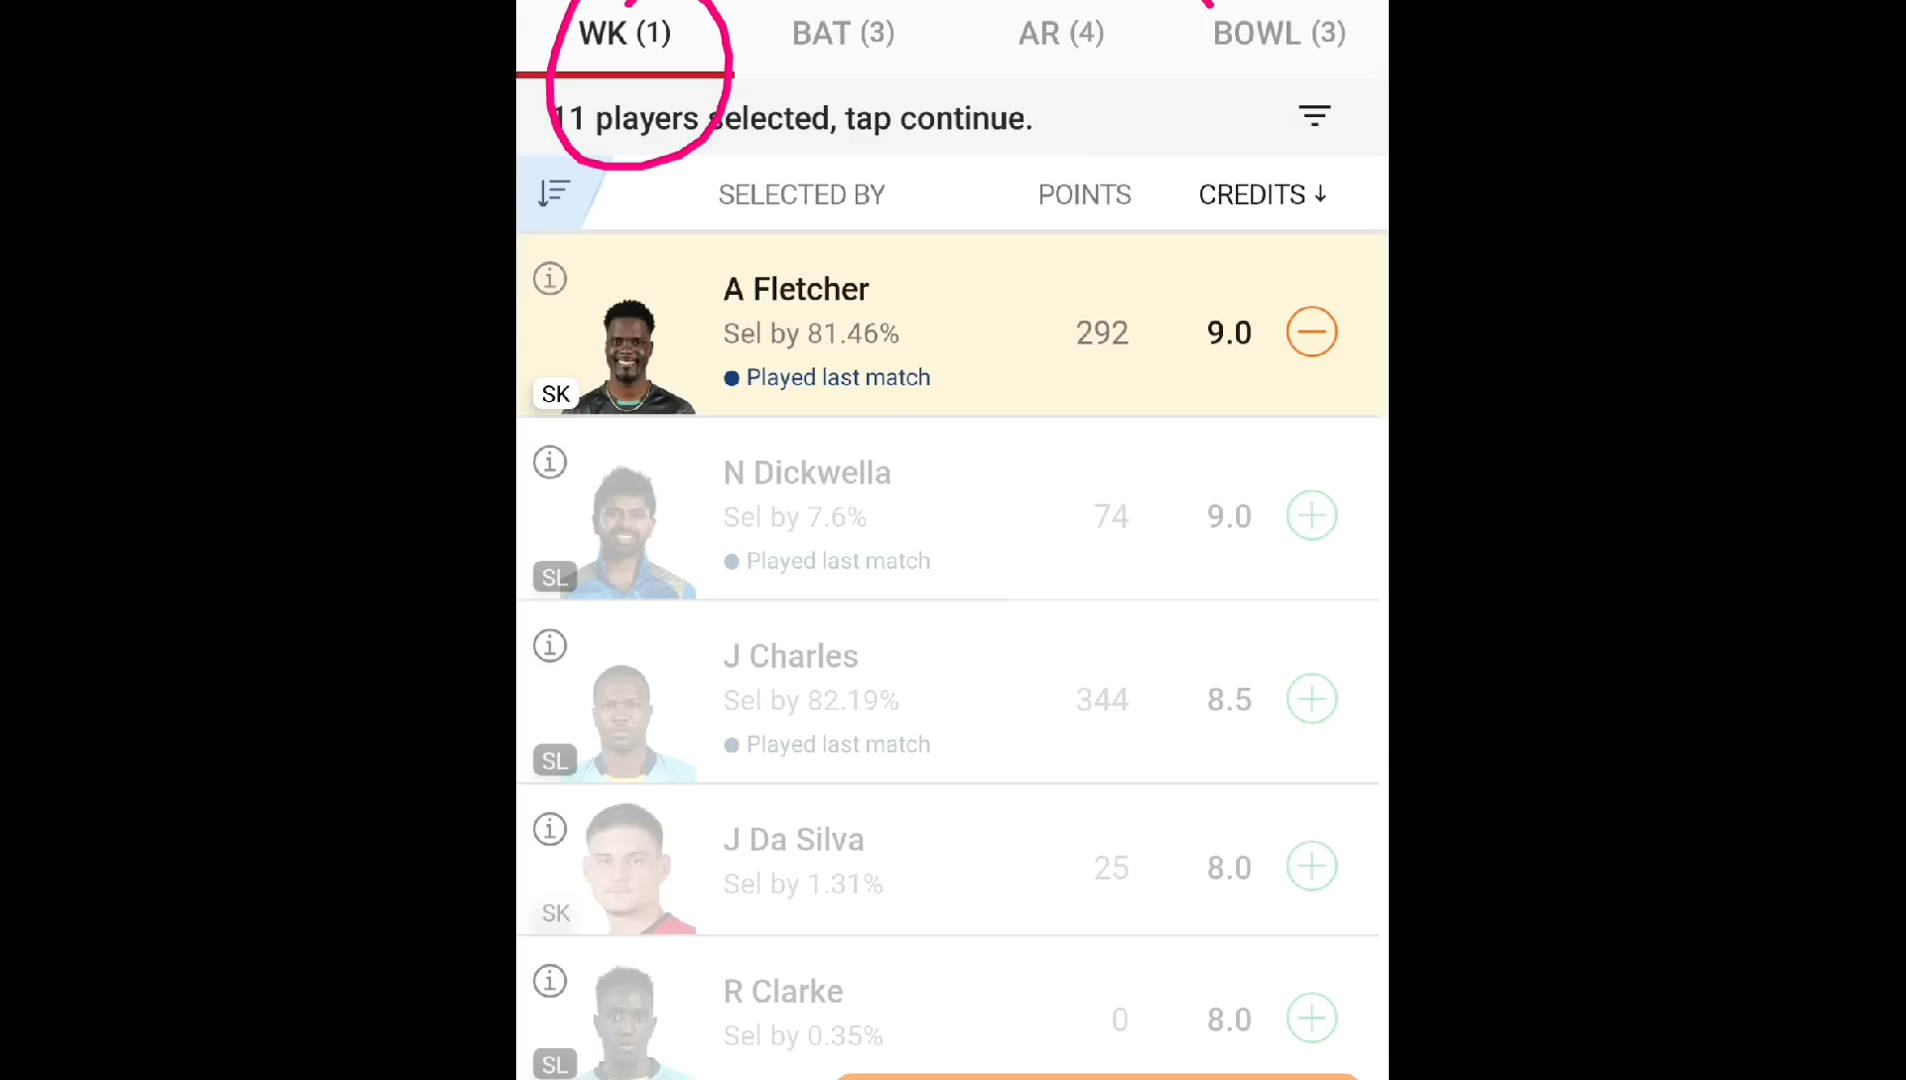 WK (1) BAT (3) AR (4) BOWL (3)
11 players selected, tap continue.
SELECTED BY POINTS CREDITS ↓
A Fletcher
Sel by 81.46% 292 9.0
Played last match
SK
N Dickwella
Sel by 7.6% 74 9.0
Played last match
SL
J Charles
Sel by 82.19% 344 8.5
Played last match
SL
J Da Silva
Sel by 1.31% 25 8.0
SK
R Clarke
Sel by 0.35% 0 8.0
SL